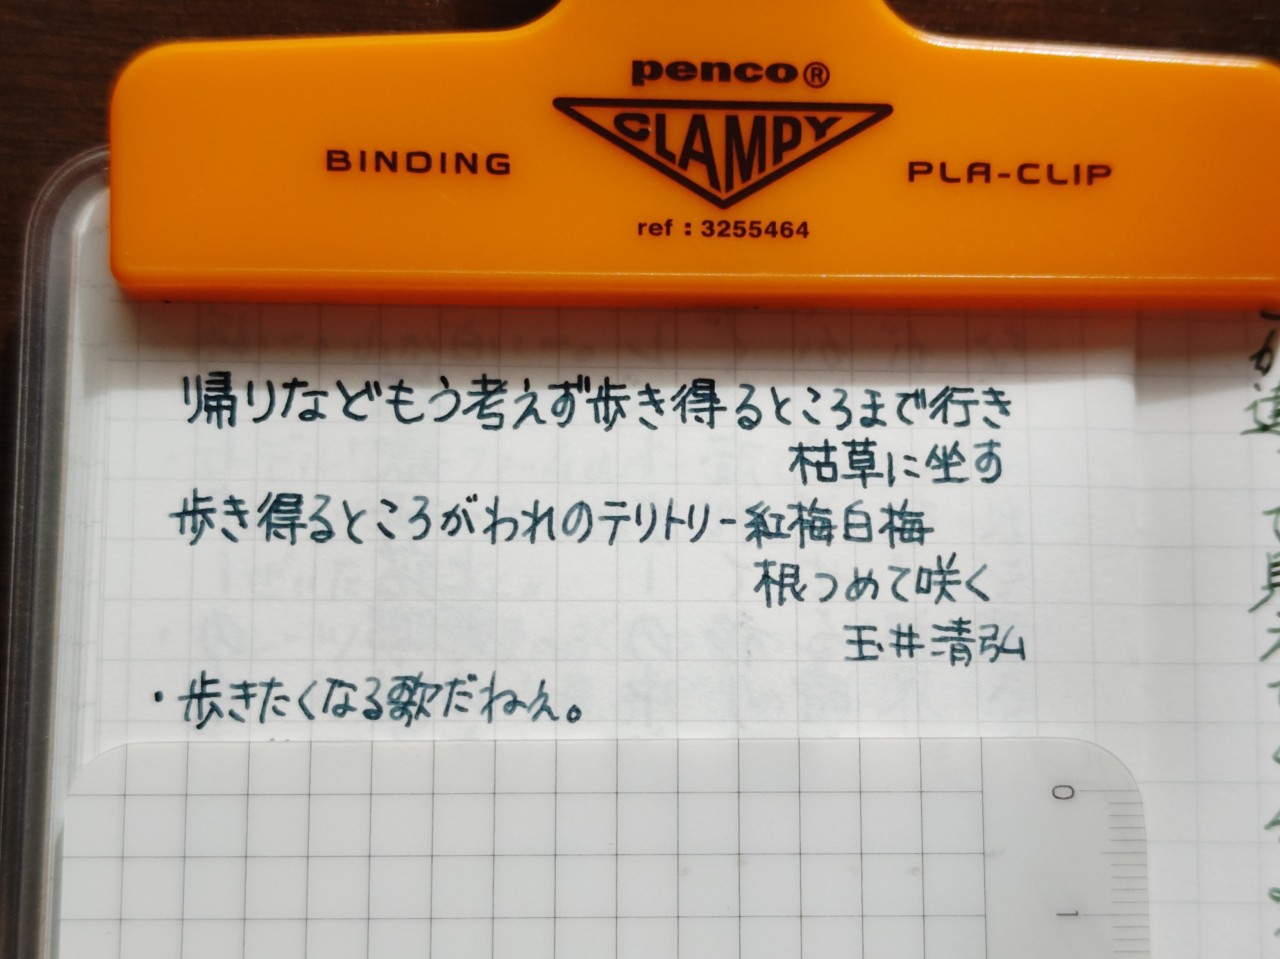 penco®
CLAMPY
BINDING
PLA-CLIP
ref : 3255464
帰りなどもう考えず歩き得るところまで行き
枯草に坐す
歩き得るところがわれのテリトリー紅梅白梅
根つめて咲く
玉井清弘
・歩きたくなる歌だねぇ。
0
1